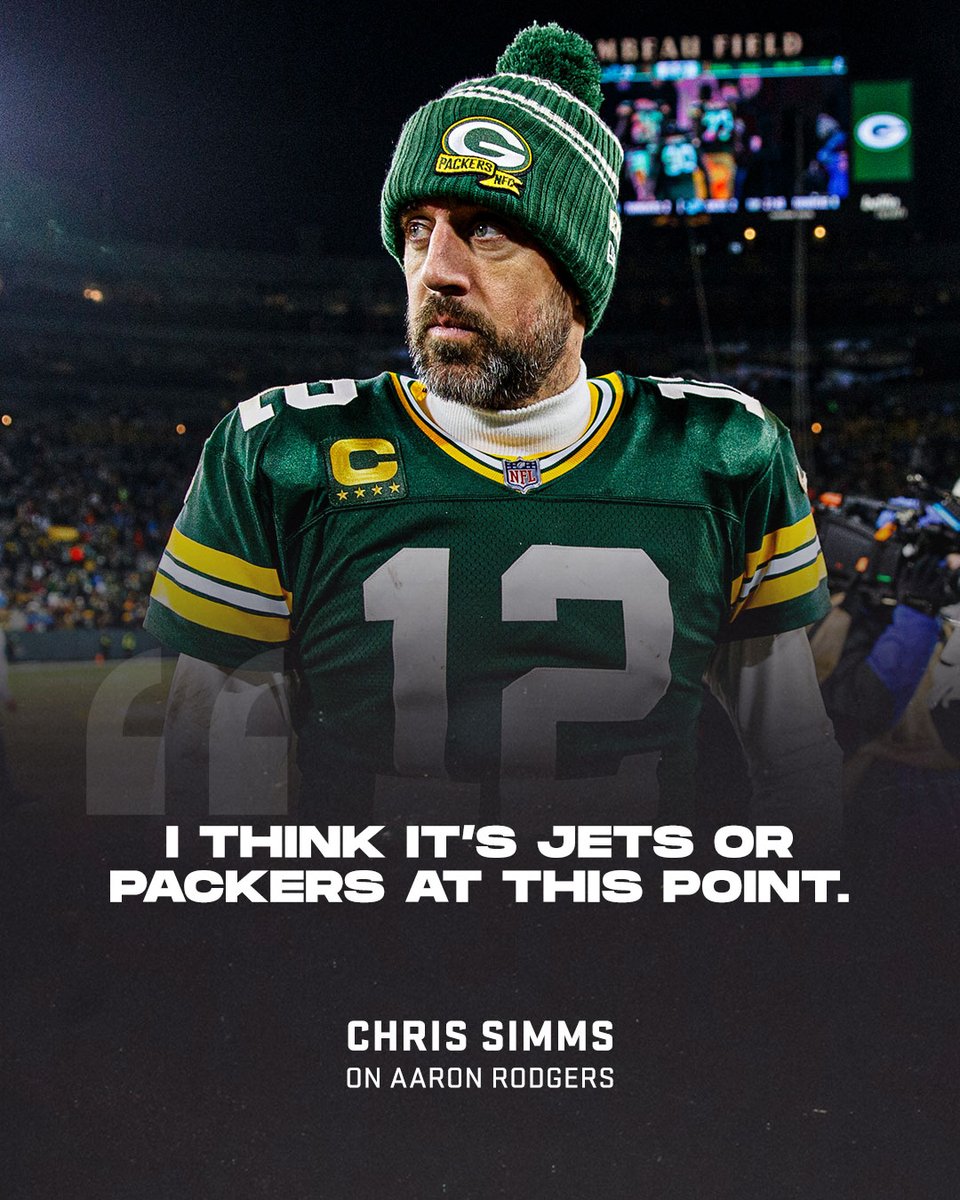 MBEAU FIELD
G
G
PACKERS
NFC
12
C
NFL
12
I THINK IT'S JETS OR
PACKERS AT THIS POINT.
CHRIS SIMMS
ON AARON RODGERS